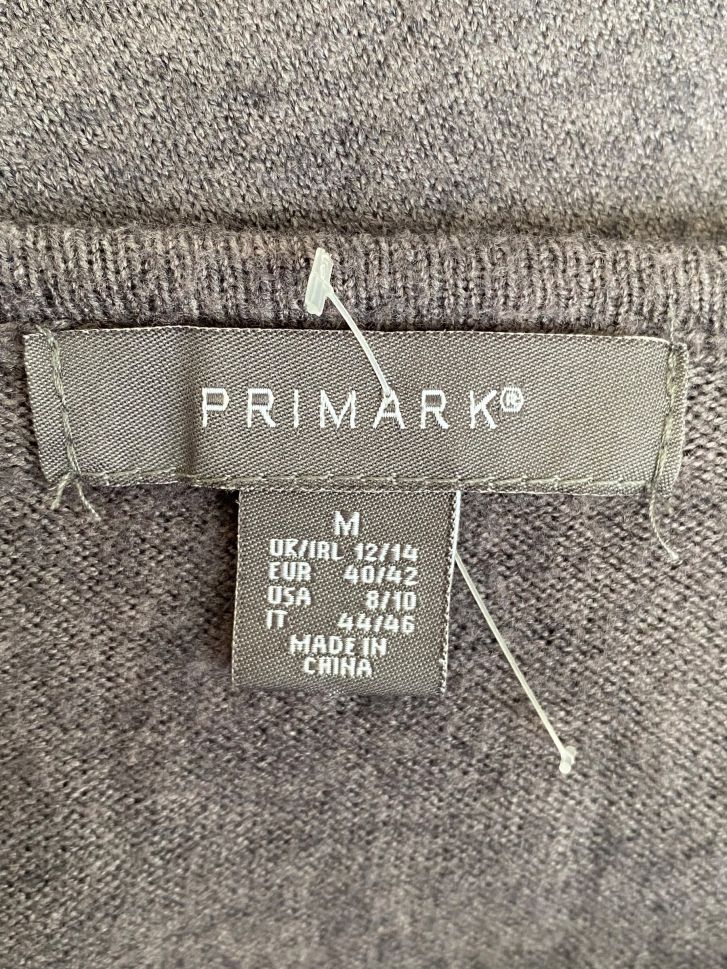 PRIMARK®
M
UK/IRL 12/14
EUR 40/42
USA 8/10
IT 44/46
MADE IN
CHINA